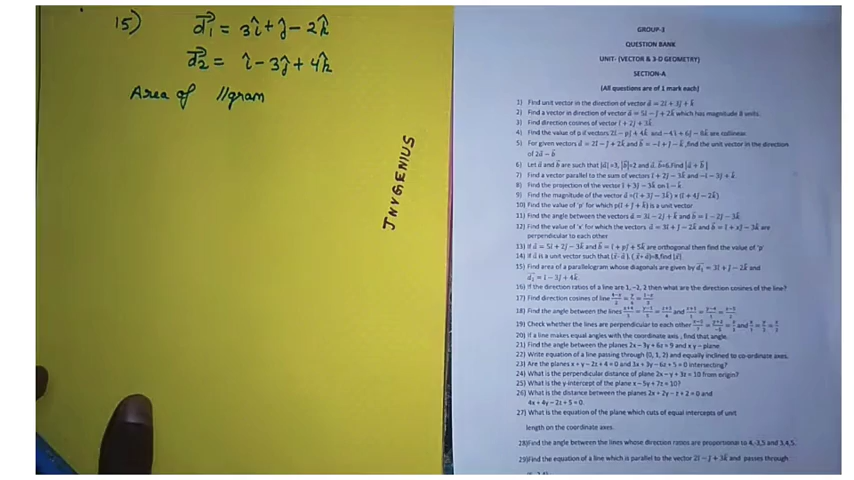 15) d⃗1 = 3î + ĵ − 2k̂
d⃗2 = î − 3ĵ + 4k̂
Area of //gram
JNVGENIUS
GROUP-3
QUESTION BANK
UNIT- (VECTOR & 3-D GEOMETRY)
SECTION-A
(All questions are of 1 mark each)
1) Find unit vector in the direction of vector a⃗ = 2î + 3ĵ + k̂
2) Find a vector in direction of vector a⃗ = 5î − ĵ + 2k̂ which has magnitude 8 units.
3) Find direction cosines of vector î + 2ĵ + 3k̂
4) Find the value of p if vectors 2î − pĵ + 4k̂ and −4î + 6ĵ − 8k̂ are collinear.
5) For given vectors a⃗ = 2î − ĵ + 2k̂ and b⃗ = −î + ĵ − k̂ ,find the unit vector in the direction
of 2a⃗ − b⃗
6) Let a⃗ and b⃗ are such that |a⃗| =3, |b⃗|=2 and a⃗. b⃗=6.Find |a⃗ + b⃗|
7) Find a vector parallel to the sum of vectors î + 2ĵ − 3k̂ and −î − 3ĵ + k̂
8) Find the projection of the vector î + 3ĵ − 3k̂ on î − k̂
9) Find the magnitude of the vector a⃗ =(î + 3ĵ − 3k̂) × (î + 4ĵ − 2k̂)
10) Find the value of 'p' for which p(î + ĵ + k̂) is a unit vector
11) Find the angle between the vectors a⃗ = 3î − 2ĵ + k̂ and b⃗ = î − 2ĵ − 3k̂
12) Find the value of 'x' for which the vectors a⃗ = 3î + ĵ − 2k̂ and b⃗ = î + xĵ − 3k̂ are
perpendicular to each other
13) If a⃗ = 5î + 2ĵ − 3k̂ and b⃗ = î + pĵ + 5k̂ are orthogonal then find the value of 'p'
14) If a⃗ is a unit vector such that (x⃗- a⃗). (x⃗+ a⃗)=8,find |x⃗|.
15) Find area of a parallelogram whose diagonals are given by d⃗1 = 3î + ĵ − 2k̂ and
d⃗1 = î − 3ĵ + 4k̂
16) If the direction ratios of a line are 1, −2, 2 then what are the direction cosines of the line?
17) Find direction cosines of line
18) Find the angle between the lines and
19) Check whether the lines are perpendicular to each other and
20) If a line makes equal angles with the coordinate axis, find that angle.
21) Find the angle between the planes 2x − 3y + 6z = 9 and x y − plane.
22) Write equation of line passing through (0, 1, 2) and equally inclined to co-ordinate axes.
23) Are the planes x + y − 2z + 4 = 0 and 3x + 3y − 6z + 5 = 0 intersecting?
24) What is the perpendicular distance of plane 2x − y + 3z = 10 from origin?
25) What is the y-intercept of the plane x − 5y + 7z = 10?
26) What is the distance between the planes 2x + 2y − z + 2 = 0 and
4x + 4y − 2z + 5 = 0.
27) What is the equation of the plane which cuts of equal intercepts of unit
length on the coordinate axes.
28)Find the angle between the lines whose direction ratios are proportional to 4,-3,5 and 3,4,5.
29)Find the equation of a line which is parallel to the vector 2î − ĵ + 3k̂ and passes through